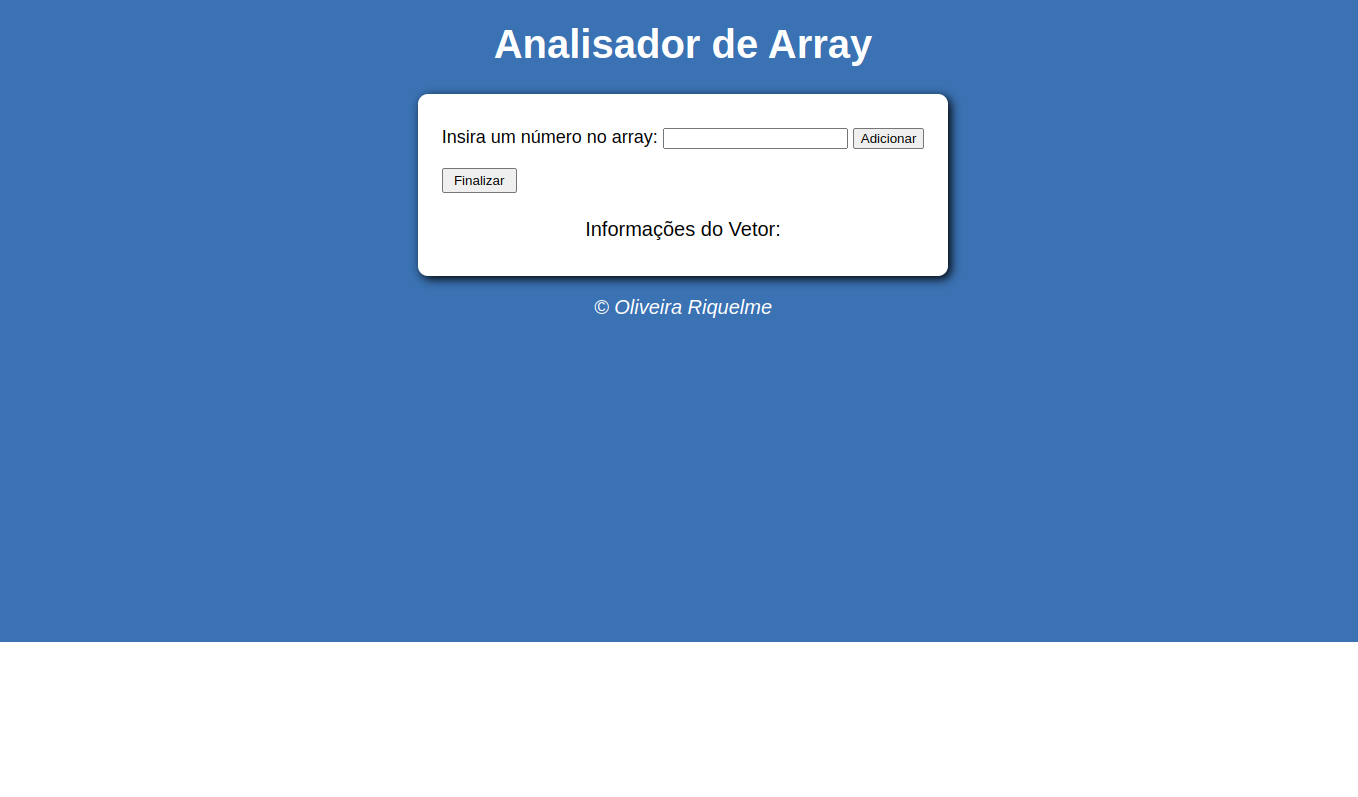 Analisador de Array
Insira um número no array: Adicionar
Finalizar
Informações do Vetor:
© Oliveira Riquelme